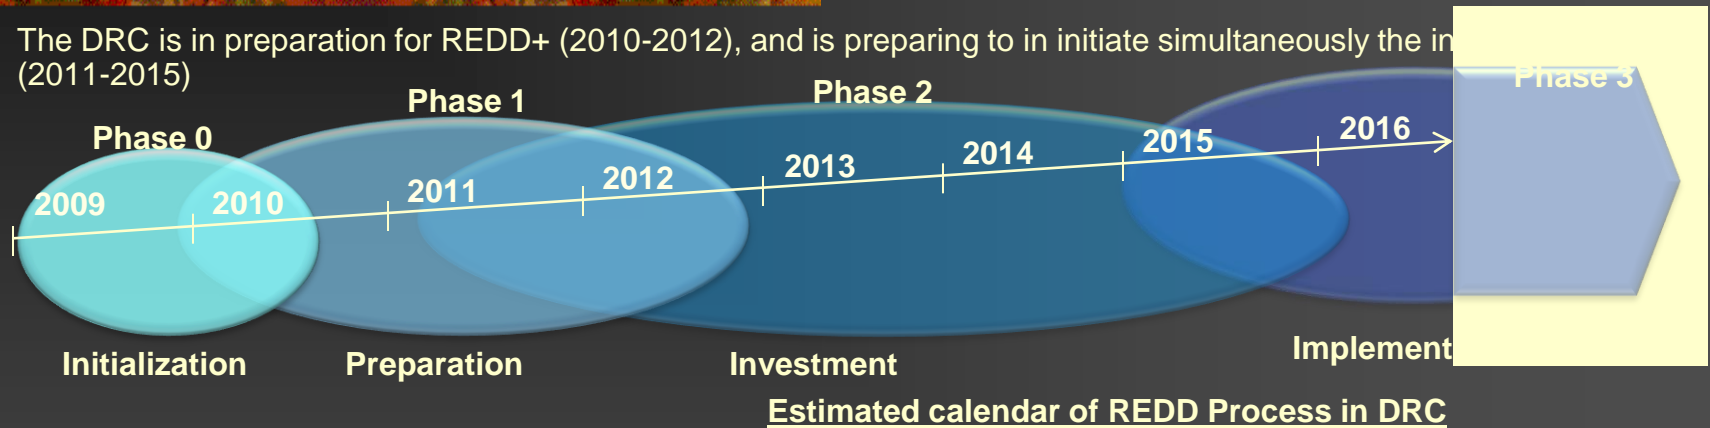 The DRC is in preparation for REDD+ (2010-2012), and is preparing to in initiate simultaneously the in
(2011-2015)
Phase 0
Phase 1
Phase 2
Phase 3
2009
2010
2011
2012
2013
2014
2015
2016
Initialization
Preparation
Investment
Implement
Estimated calendar of REDD Process in DRC